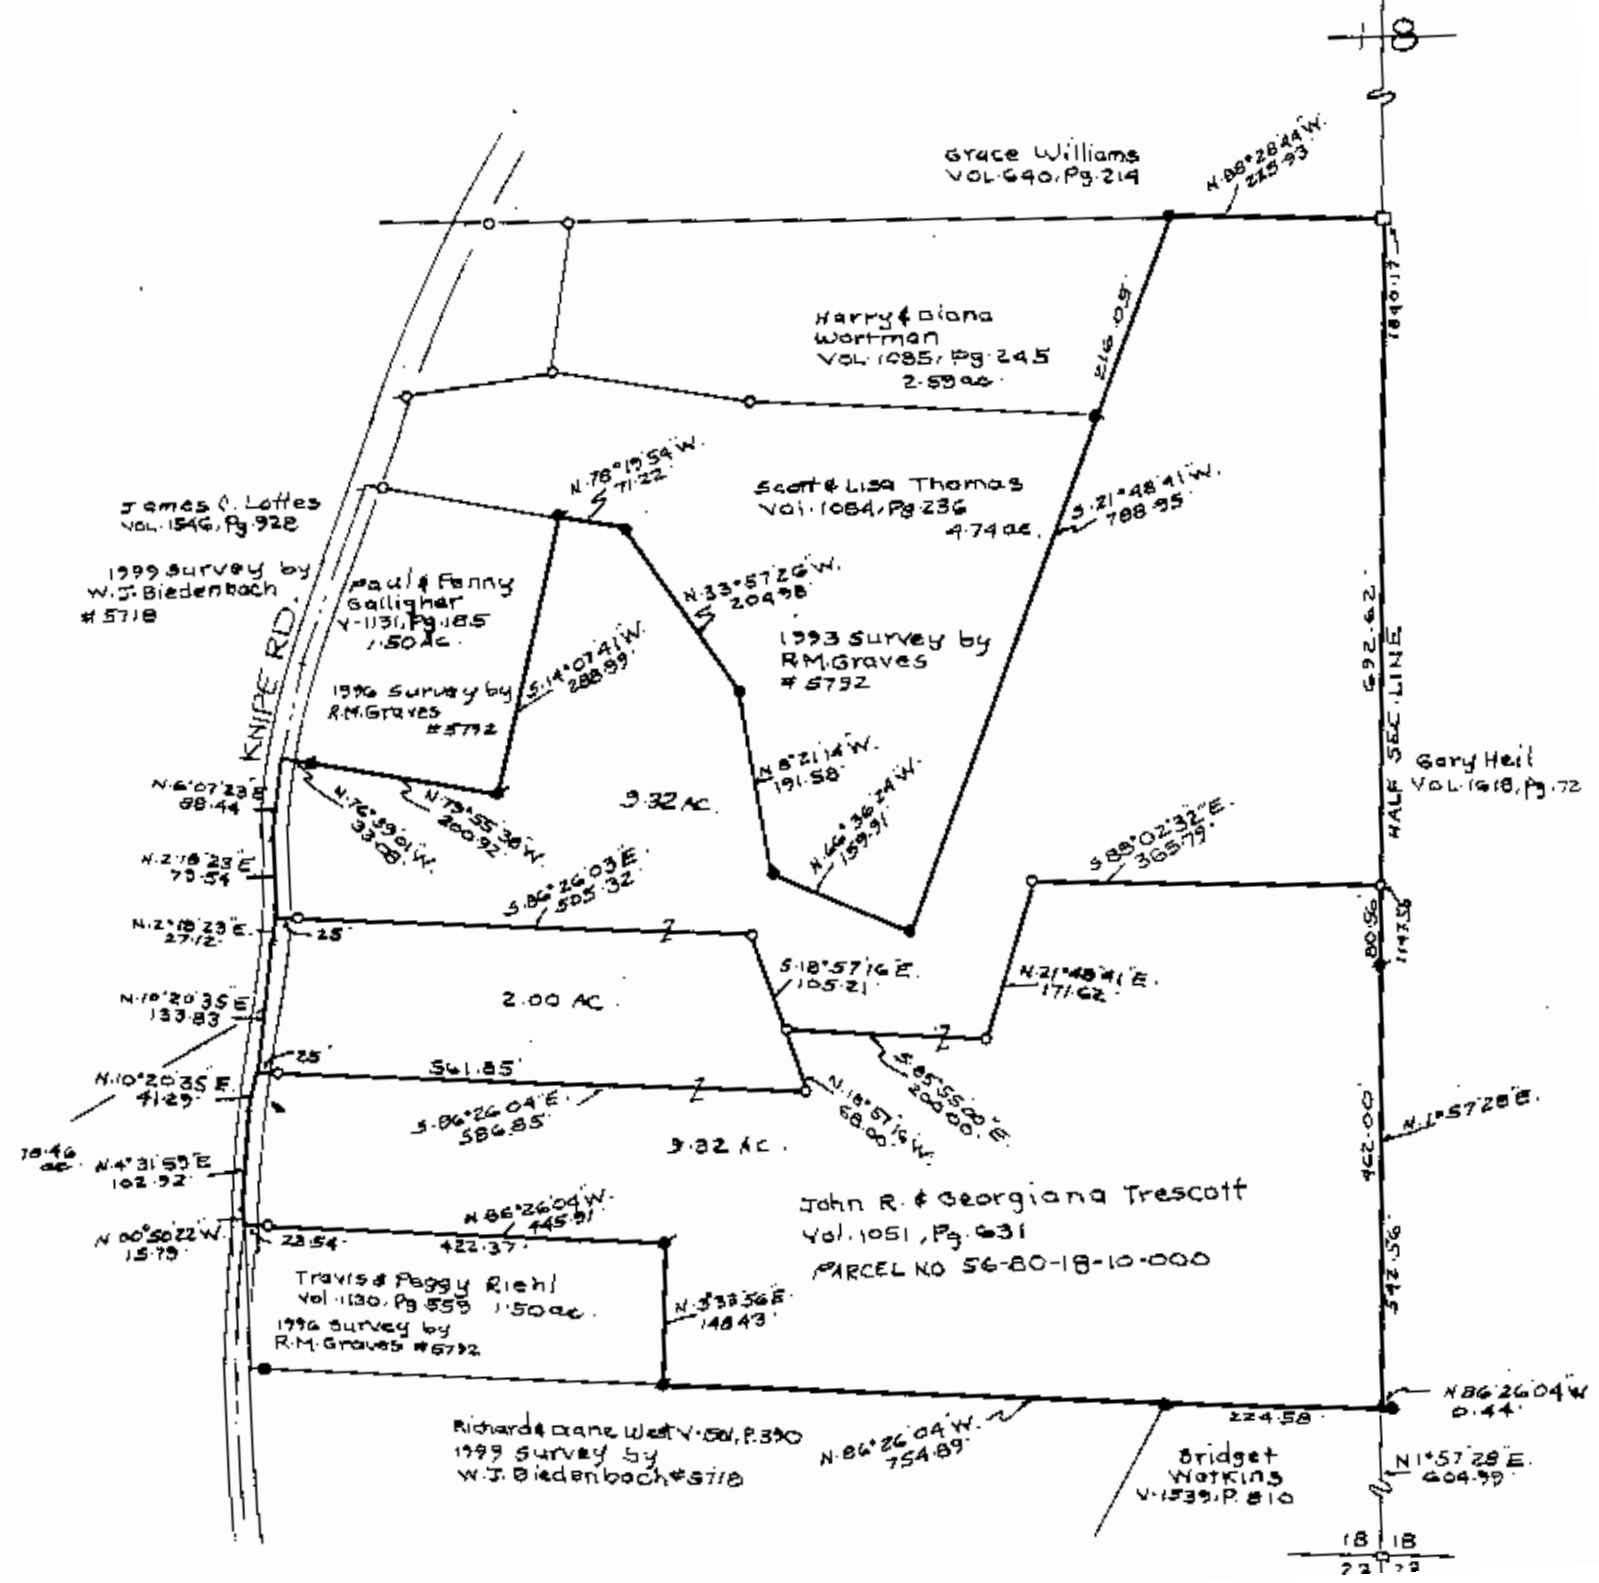 8
Grace Williams
VOL.640, Pg.214
N.88°28'44"W.
225.93
1840.17
Harry & Diana
Wortman
VOL.1085, Pg.245
2.59 ac.
216.05
N.78°19'54"W.
71.22
Scott & Lisa Thomas
Vol.1084, Pg.236
4.74 ac.
S.21°48'41"W.
788.95
James C. Lottes
VOL.1546, Pg.928
1999 Survey by
W.J. Biedenbach
#5718
Paul & Fanny
Galligher
V-1131, Pg.185
1.50 AC.
N.33°57'26"W.
204.98
1993 Survey by
R.M.Graves
#5792
692.62
HALF SEC. LINE
KNIPE RD.
1996 Survey by
R.M.Graves
#5792
S.14°07'41"W.
288.89
Gary Heil
VOL.1618, Pg.72
N.6°07'23"E
88.44
N.76°39'01"W.
33.08
N.79°55'38"W.
200.92
9.32 AC.
N.8°21'14"W.
191.58
N.66°36'24"W.
159.91
S.88°02'32"E.
365.79
N.2°18'23"E
79.54
S.86°26'03"E.
505.32
N.2°18'23"E.
27.12
25'
80.56
1147.55
S.18°57'16"E.
105.21
N.21°48'41"E.
171.62
N.10°20'35"E
133.83
2.00 AC.
25'
561.85'
N.10°20'35"E.
41.29
S.86°26'04"E.
586.85'
N.18°57'16"W.
68.00
S.85°55'00"E.
200.00
462.00
N.1°57'28"E.
78.46
ac.
N.4°31'59"E
102.92
9.32 AC.
John R. & Georgiana Trescott
Vol.1051, Pg.631
PARCEL NO 56-80-18-10-000
N.86°26'04"W.
445.91
N 00°50'22"W.
15.79
23.54
422.37
542.56
Travis & Peggy Riehl
Vol.1130, Pg.559 1.50 ac.
1996 Survey by
R.M.Graves #5792
N.3°33'56"E.
148.43
Richard & Diane West V-1501, P.390
1999 Survey by
W.J. Biedenbach #5718
N.86°26'04"W.
754.89
224.58
N 86°26'04"W
0.44
Bridget
Watkins
V-1539, P.810
N1°57'28"E.
604.99
18 18